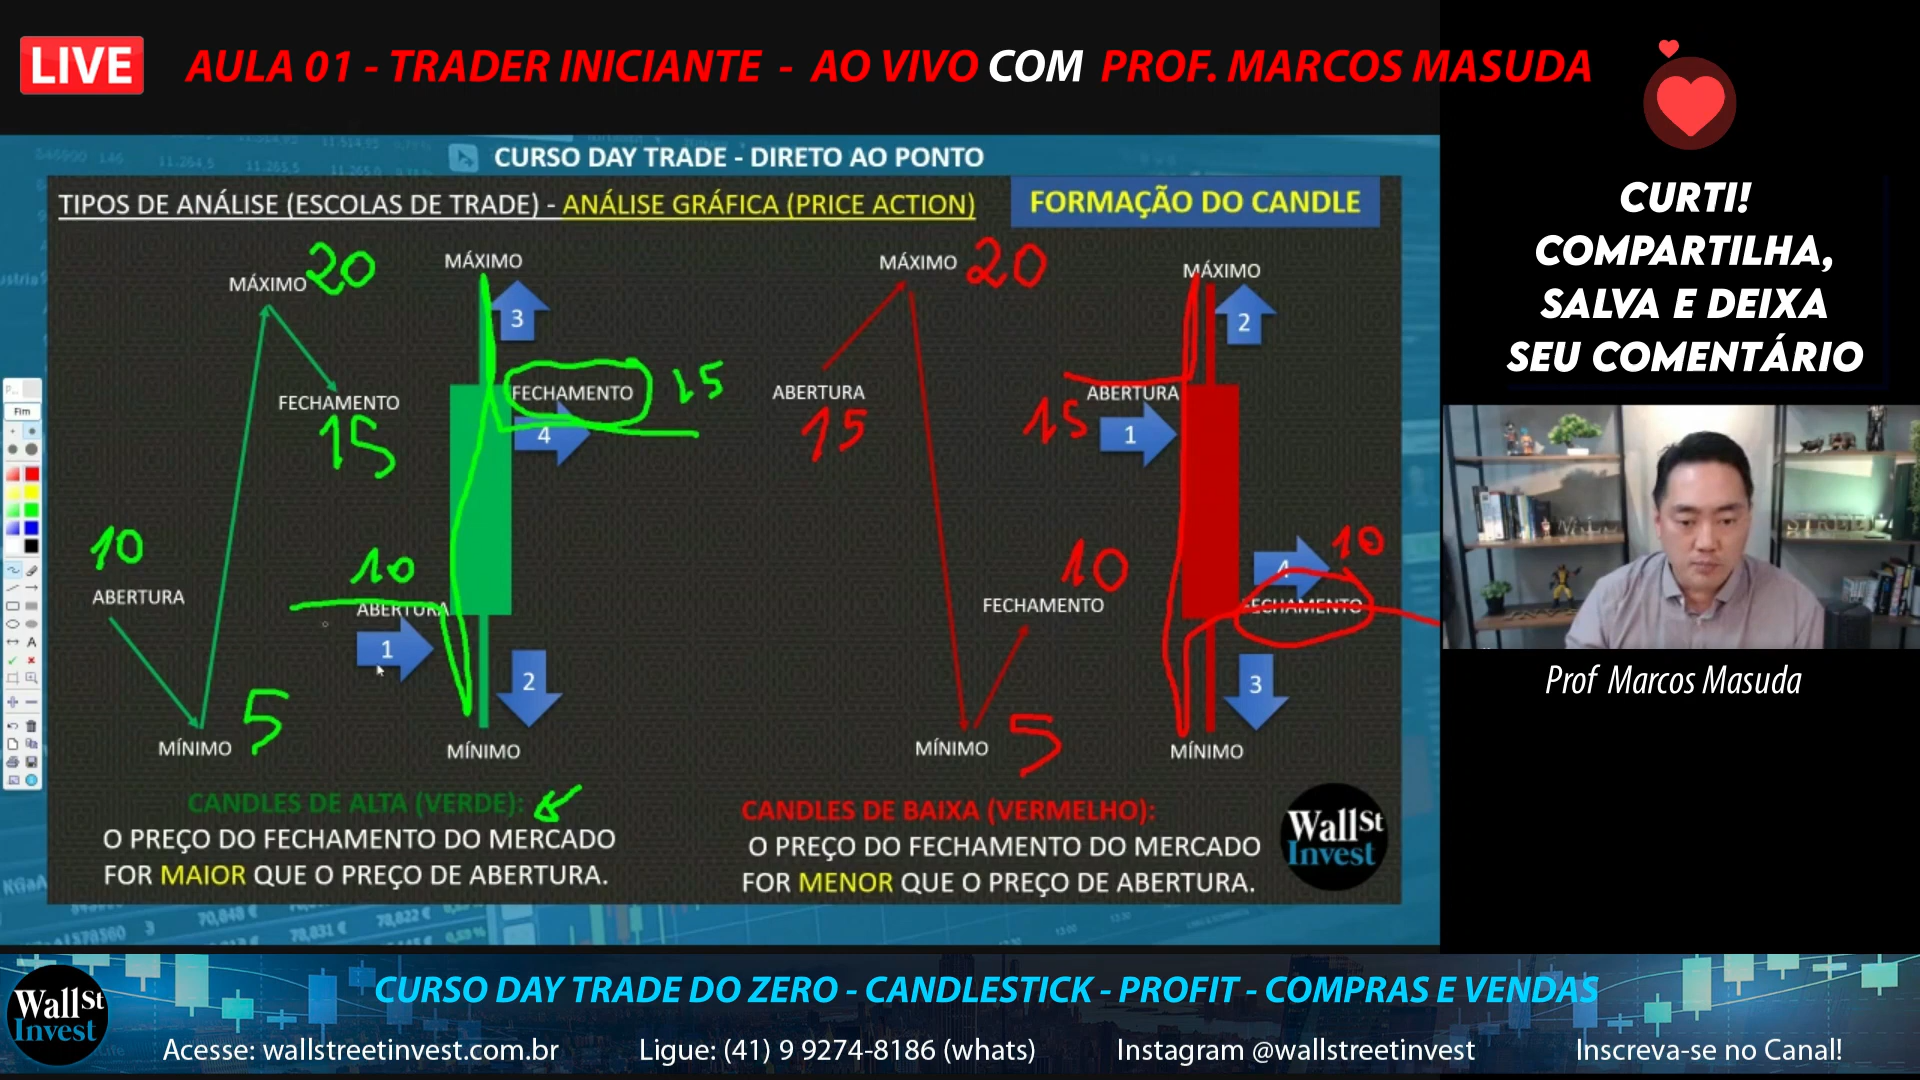 LIVE
AULA 01 - TRADER INICIANTE - AO VIVO COM PROF. MARCOS MASUDA
CURTI!
COMPARTILHA,
SALVA E DEIXA
SEU COMENTÁRIO
CURSO DAY TRADE - DIRETO AO PONTO
TIPOS DE ANÁLISE (ESCOLAS DE TRADE) - ANÁLISE GRÁFICA (PRICE ACTION)
FORMAÇÃO DO CANDLE
MÁXIMO 20
FECHAMENTO
15
10
ABERTURA
MÍNIMO 5
MÁXIMO
3
FECHAMENTO 15
4
10
ABERTURA
1
2
MÍNIMO
MÁXIMO 20
ABERTURA
15
10
FECHAMENTO
MÍNIMO 5
MÁXIMO
2
ABERTURA
15 1
4 10
FECHAMENTO
3
MÍNIMO
CANDLES DE ALTA (VERDE):
O PREÇO DO FECHAMENTO DO MERCADO
FOR MAIOR QUE O PREÇO DE ABERTURA.
CANDLES DE BAIXA (VERMELHO):
O PREÇO DO FECHAMENTO DO MERCADO
FOR MENOR QUE O PREÇO DE ABERTURA.
WallSt
Invest
Fim
A
Prof Marcos Masuda
WallSt
Invest
CURSO DAY TRADE DO ZERO - CANDLESTICK - PROFIT - COMPRAS E VENDAS
Acesse: wallstreetinvest.com.br Ligue: (41) 9 9274-8186 (whats) Instagram @wallstreetinvest Inscreva-se no Canal!